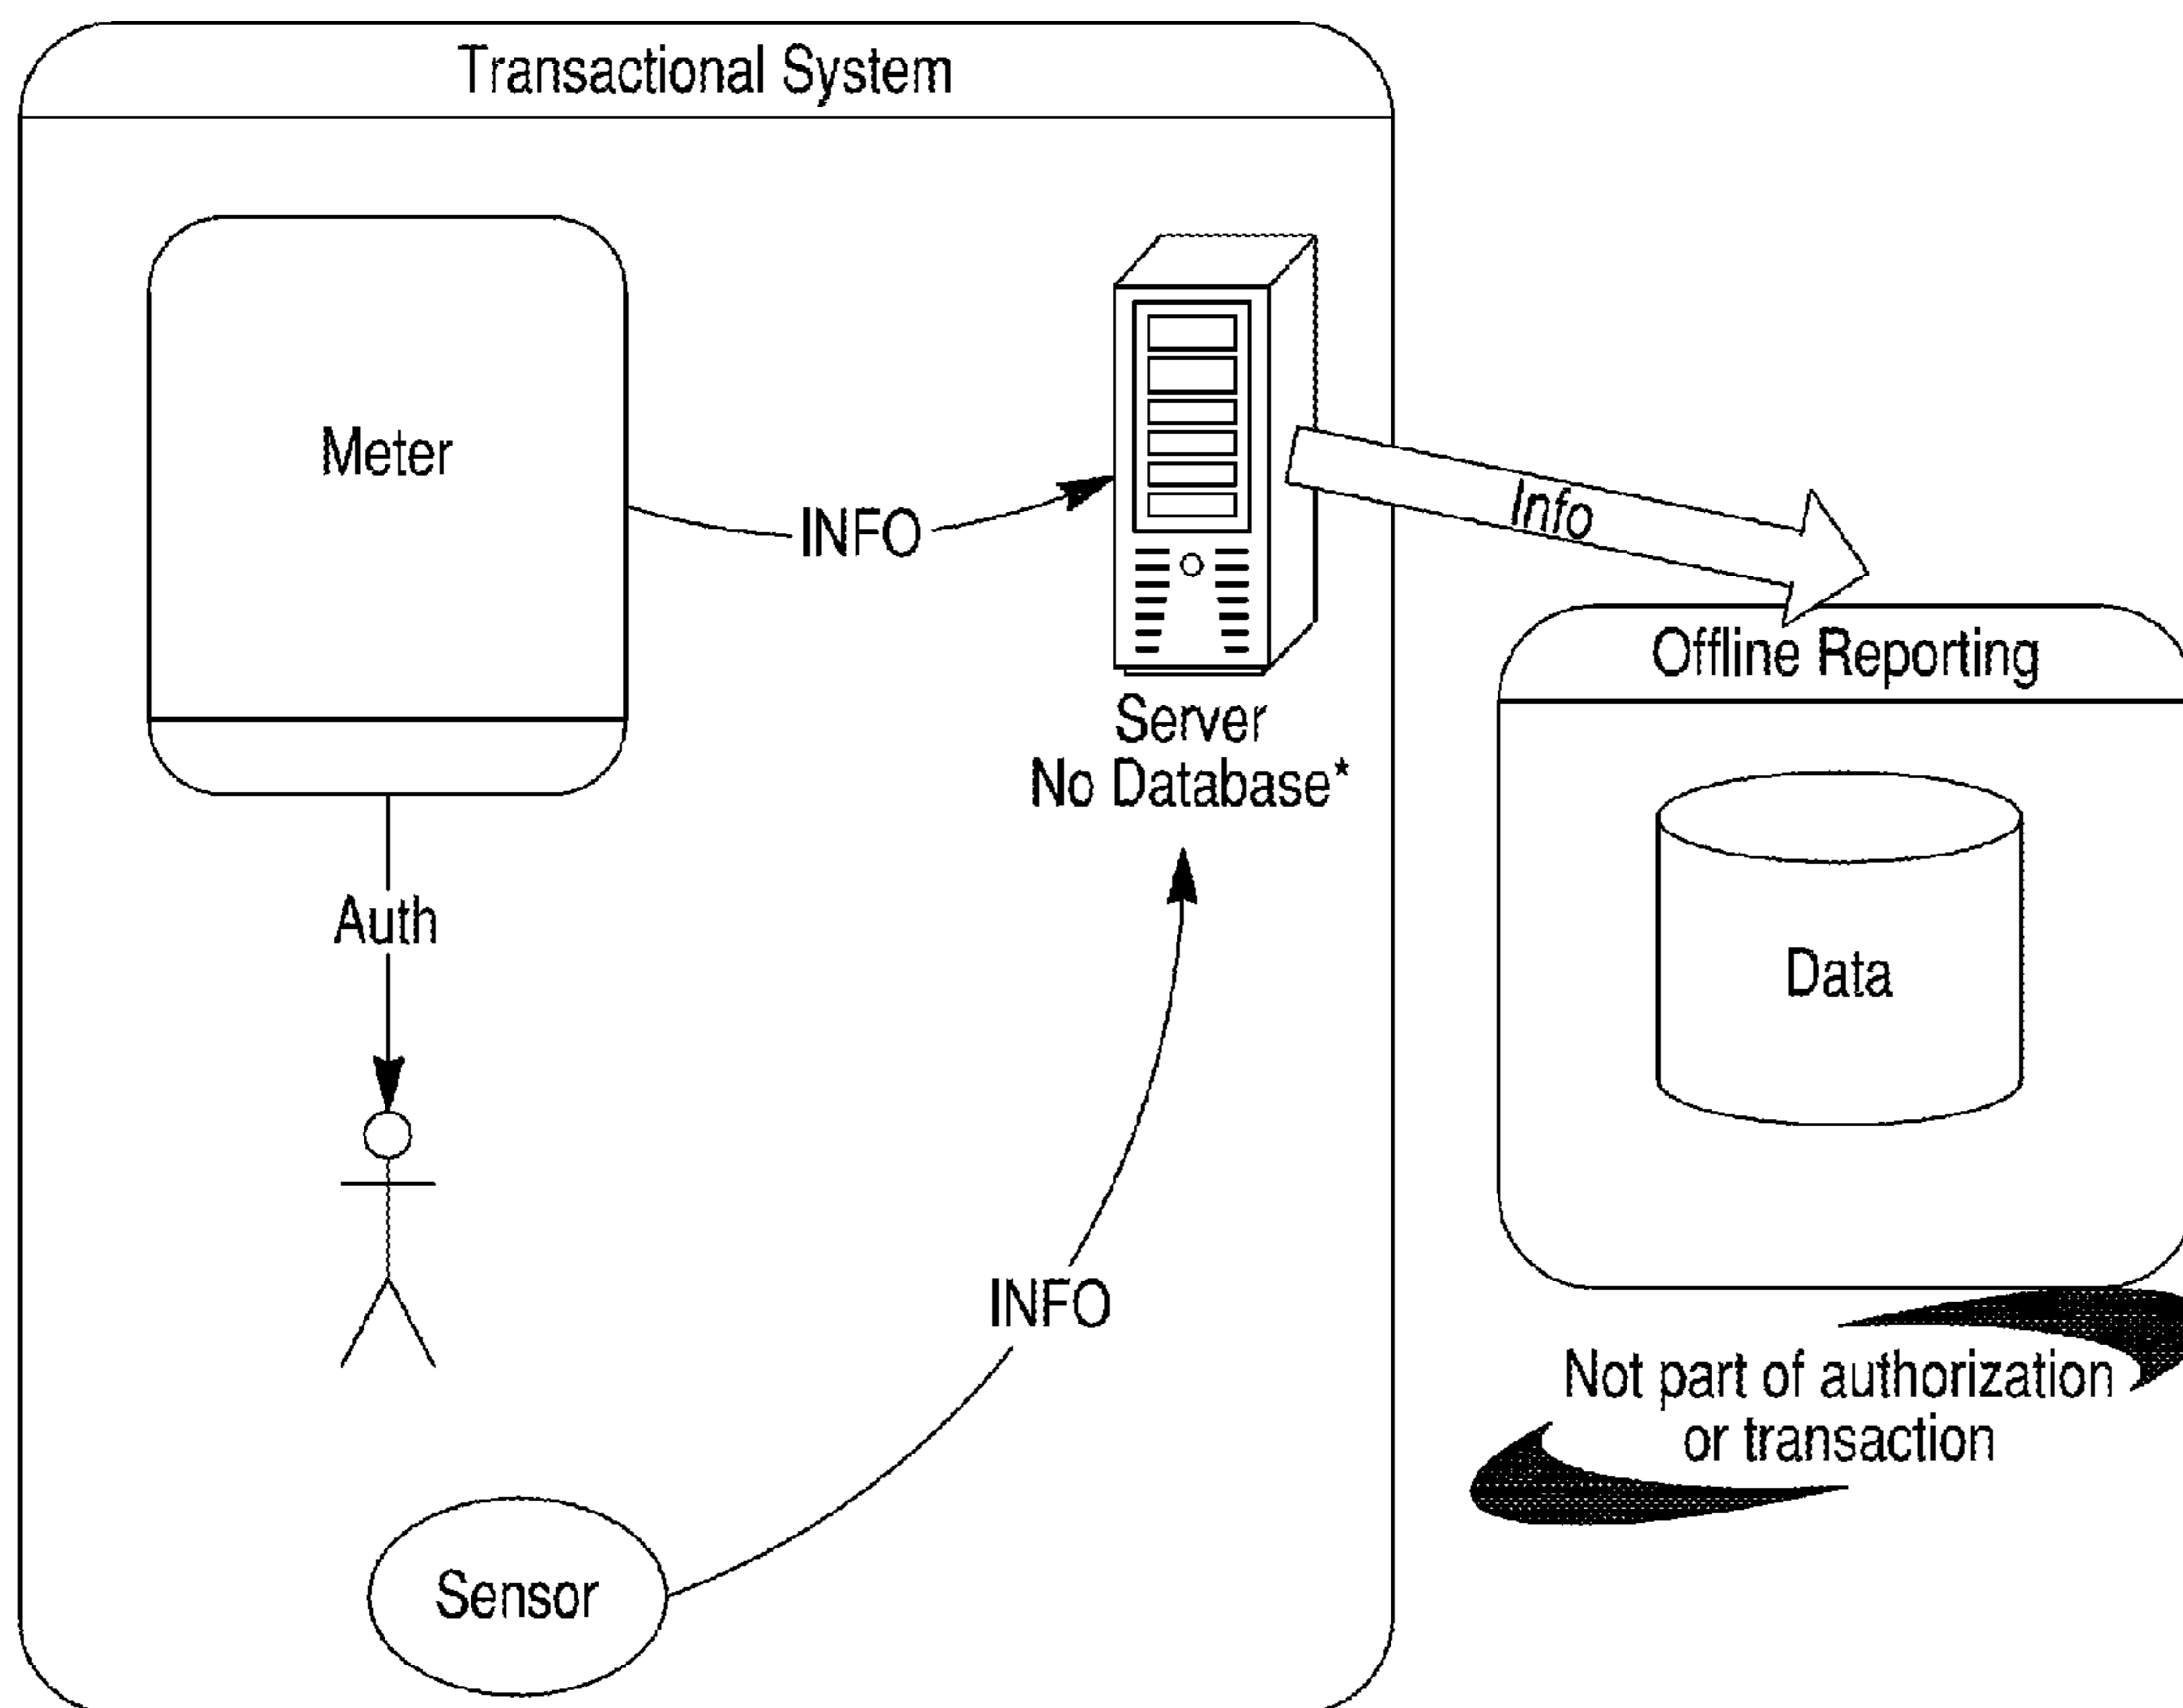 Transactional System
Meter
INFO
Info
Server
No Database*
Offline Reporting
Data
Auth
INFO
Not part of authorization
or transaction
Sensor